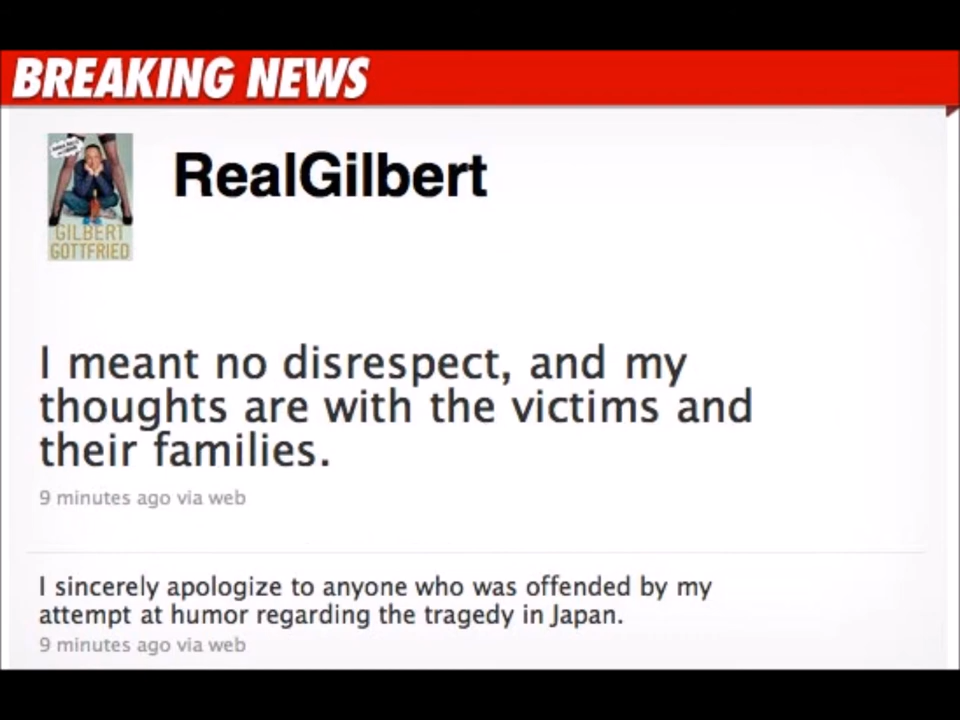 BREAKING NEWS
RealGilbert
GILBERT
GOTTFRIED
I meant no disrespect, and my
thoughts are with the victims and
their families.
9 minutes ago via web
I sincerely apologize to anyone who was offended by my
attempt at humor regarding the tragedy in Japan.
9 minutes ago via web